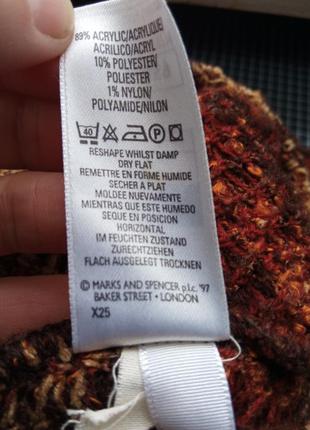 89% ACRYLIC/ACRYLIQUE/
ACRILICO/ACRYL
10% POLYESTER/
POLIESTER
1% NYLON/
POLYAMIDE/NILON
40 P
RESHAPE WHILST DAMP
DRY FLAT
REMETTRE EN FORME HUMIDE
SECHER A PLAT
MOLDEE NUEVAMENTE
MIENTRAS QUE ESTE HUMEDO
SEQUE EN POSICION
HORIZONTAL
IM FEUCHTEN ZUSTAND
ZURECHTZIEHEN
FLACH AUSGELEGT TROCKNEN
© MARKS AND SPENCER p.l.c. '97
BAKER STREET • LONDON
X25